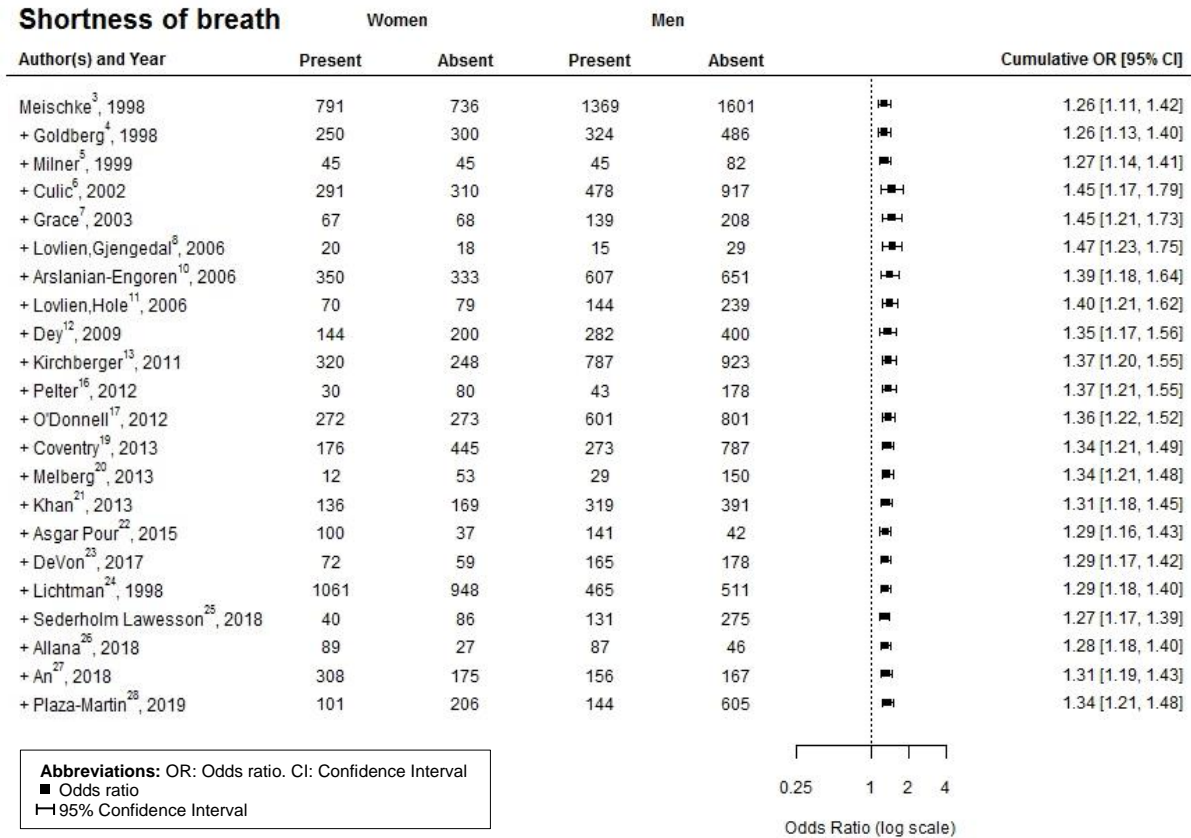 Shortness of breath Women Men
Author(s) and Year Present Absent Present Absent Cumulative OR [95% CI]
Meischke3, 1998 791 736 1369 1601 1.26 [1.11, 1.42]
+ Goldberg4, 1998 250 300 324 486 1.26 [1.13, 1.40]
+ Milner5, 1999 45 45 45 82 1.27 [1.14, 1.41]
+ Culic6, 2002 291 310 478 917 1.45 [1.17, 1.79]
+ Grace7, 2003 67 68 139 208 1.45 [1.21, 1.73]
+ Lovlien,Gjengedal8, 2006 20 18 15 29 1.47 [1.23, 1.75]
+ Arslanian-Engoren10, 2006 350 333 607 651 1.39 [1.18, 1.64]
+ Lovlien,Hole11, 2006 70 79 144 239 1.40 [1.21, 1.62]
+ Dey12, 2009 144 200 282 400 1.35 [1.17, 1.56]
+ Kirchberger13, 2011 320 248 787 923 1.37 [1.20, 1.55]
+ Pelter16, 2012 30 80 43 178 1.37 [1.21, 1.55]
+ O'Donnell17, 2012 272 273 601 801 1.36 [1.22, 1.52]
+ Coventry19, 2013 176 445 273 787 1.34 [1.21, 1.49]
+ Melberg20, 2013 12 53 29 150 1.34 [1.21, 1.48]
+ Khan21, 2013 136 169 319 391 1.31 [1.18, 1.45]
+ Asgar Pour22, 2015 100 37 141 42 1.29 [1.16, 1.43]
+ DeVon23, 2017 72 59 165 178 1.29 [1.17, 1.42]
+ Lichtman24, 1998 1061 948 465 511 1.29 [1.18, 1.40]
+ Sederholm Lawesson25, 2018 40 86 131 275 1.27 [1.17, 1.39]
+ Allana26, 2018 89 27 87 46 1.28 [1.18, 1.40]
+ An27, 2018 308 175 156 167 1.31 [1.19, 1.43]
+ Plaza-Martin28, 2019 101 206 144 605 1.34 [1.21, 1.48]
Abbreviations: OR: Odds ratio. CI: Confidence Interval
Odds ratio
95% Confidence Interval
0.25 1 2 4
Odds Ratio (log scale)